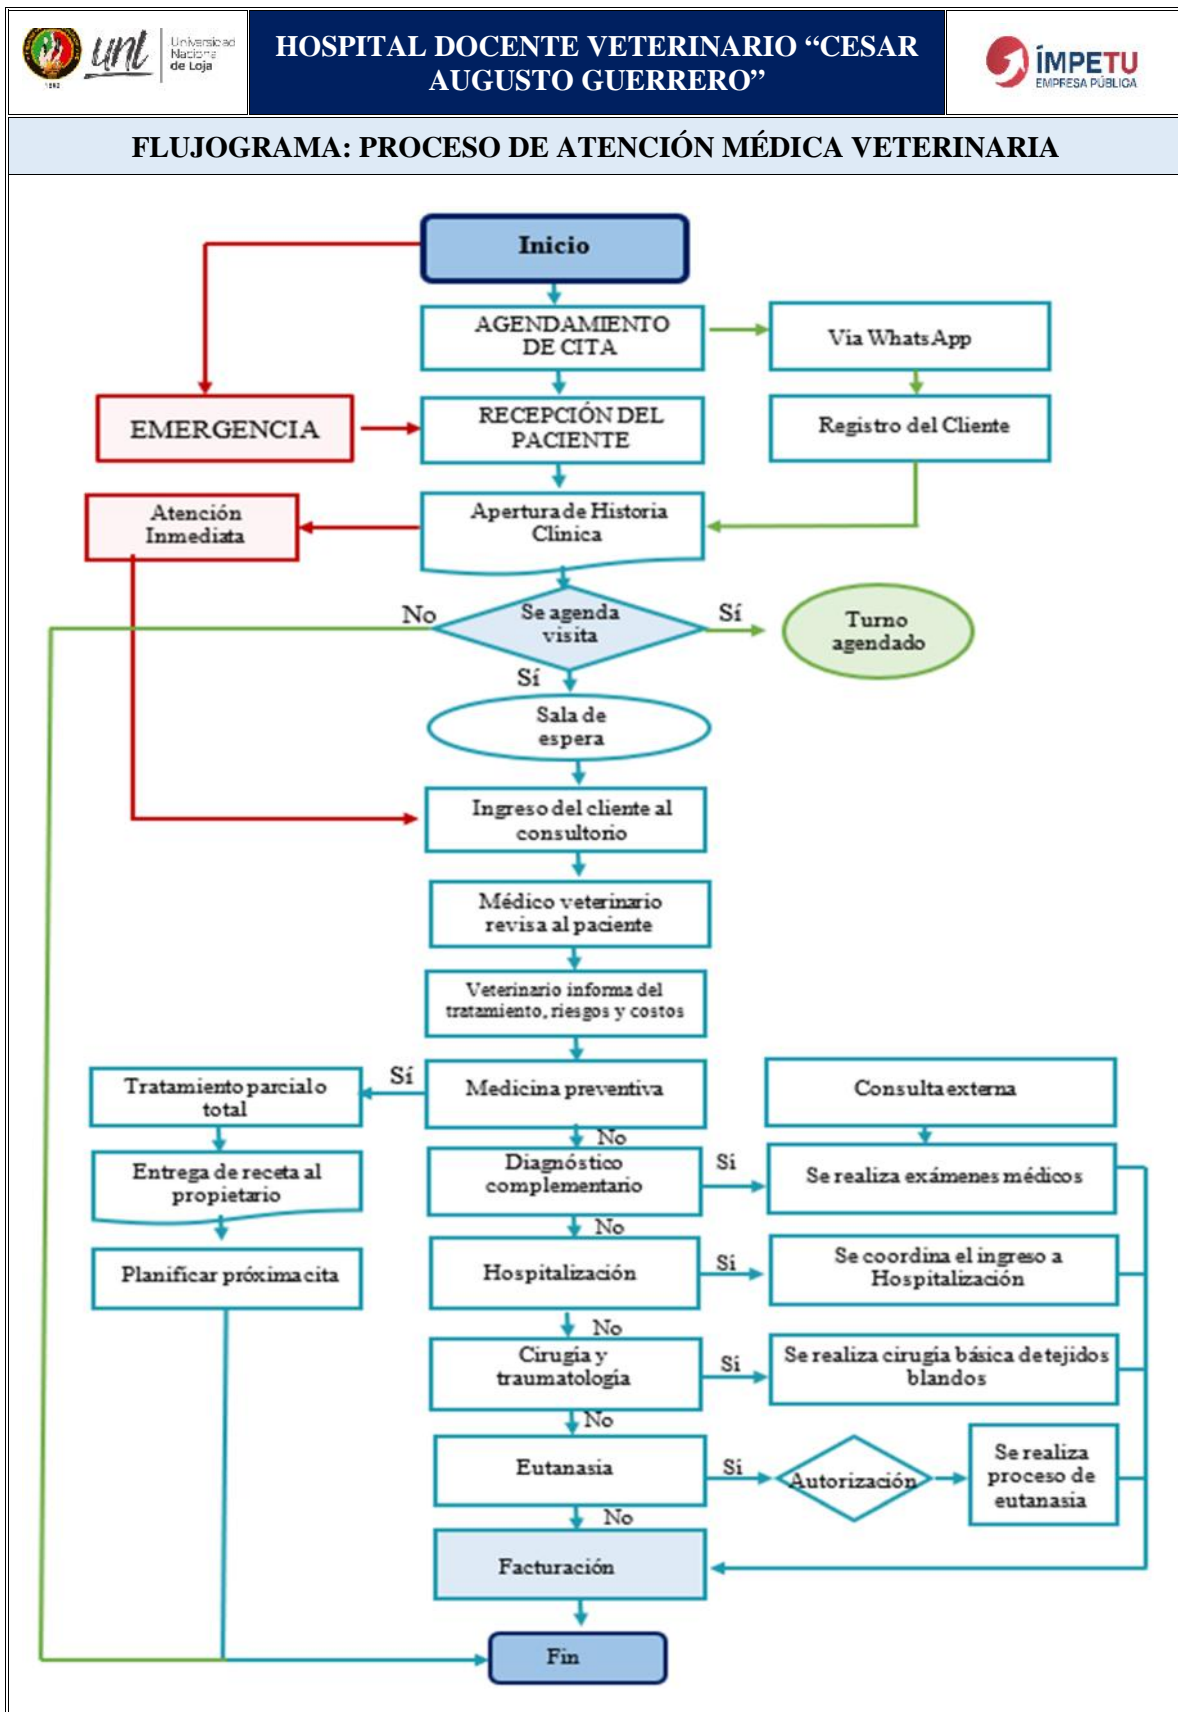 1859
unl
Universidad
Nacional
de Loja
HOSPITAL DOCENTE VETERINARIO “CESAR
AUGUSTO GUERRERO”
ÍMPETU
EMPRESA PÚBLICA
FLUJOGRAMA: PROCESO DE ATENCIÓN MÉDICA VETERINARIA
Inicio
AGENDAMIENTO
DE CITA
Via WhatsApp
EMERGENCIA
RECEPCIÓN DEL
PACIENTE
Registro del Cliente
Atención
Inmediata
Apertura de Historia
Clínica
No
Se agenda
visita
Sí
Turno
agendado
Sí
Sala de
espera
Ingreso del cliente al
consultorio
Médico veterinario
revisa al paciente
Veterinario informa del
tratamiento, riesgos y costos
Tratamiento parcial o
total
Sí
Medicina preventiva
Consulta externa
No
Entrega de receta al
propietario
Diagnóstico
complementario
Si
Se realiza exámenes médicos
No
Planificar próxima cita
Hospitalización
Si
Se coordina el ingreso a
Hospitalización
No
Cirugía y
traumatología
Si
Se realiza cirugía básica de tejidos
blandos
No
Eutanasia
Si
Autorización
Se realiza
proceso de
eutanasia
No
Facturación
Fin